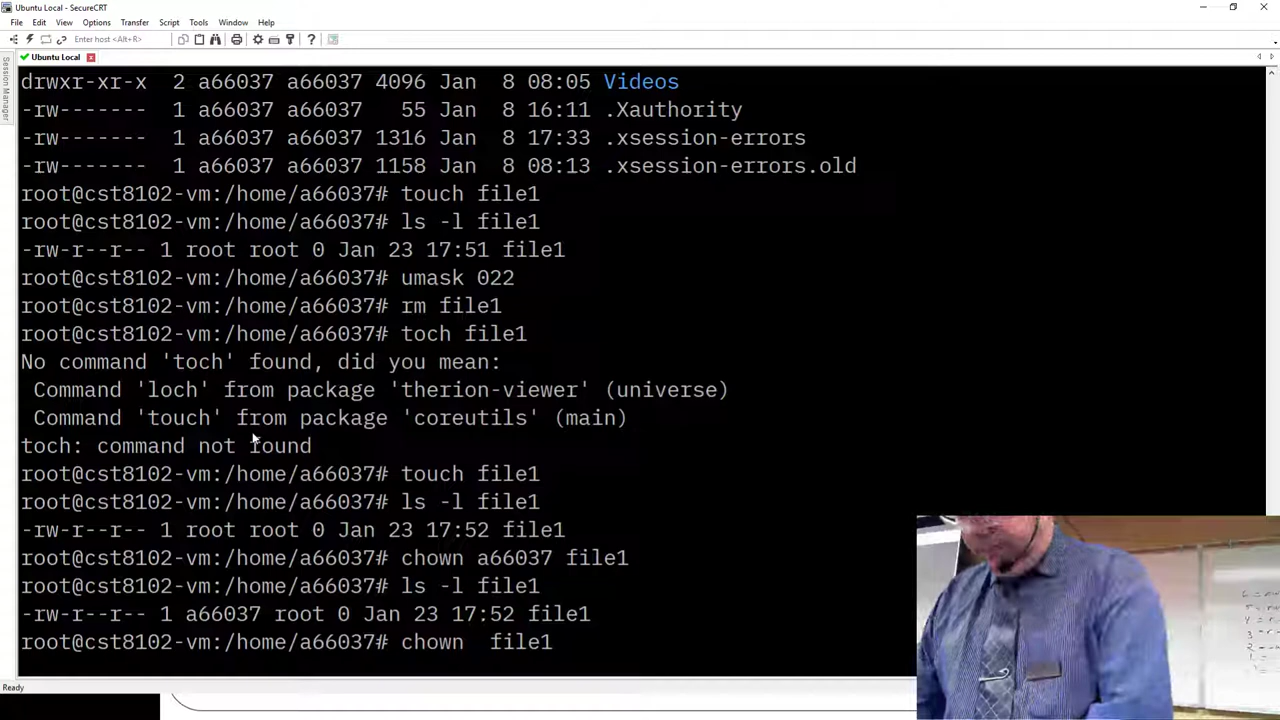 Ubuntu Local - SecureCRT
File Edit View Options Transfer Script Tools Window Help
Enter host <Alt+R>
Ubuntu Local
Session Manager
drwxr-xr-x  2 a66037 a66037 4096 Jan  8 08:05 Videos
-rw-------  1 a66037 a66037   55 Jan  8 16:11 .Xauthority
-rw-------  1 a66037 a66037 1316 Jan  8 17:33 .xsession-errors
-rw-------  1 a66037 a66037 1158 Jan  8 08:13 .xsession-errors.old
root@cst8102-vm:/home/a66037# touch file1
root@cst8102-vm:/home/a66037# ls -l file1
-rw-r--r-- 1 root root 0 Jan 23 17:51 file1
root@cst8102-vm:/home/a66037# umask 022
root@cst8102-vm:/home/a66037# rm file1
root@cst8102-vm:/home/a66037# toch file1
No command 'toch' found, did you mean:
 Command 'loch' from package 'therion-viewer' (universe)
 Command 'touch' from package 'coreutils' (main)
toch: command not found
root@cst8102-vm:/home/a66037# touch file1
root@cst8102-vm:/home/a66037# ls -l file1
-rw-r--r-- 1 root root 0 Jan 23 17:52 file1
root@cst8102-vm:/home/a66037# chown a66037 file1
root@cst8102-vm:/home/a66037# ls -l file1
-rw-r--r-- 1 a66037 root 0 Jan 23 17:52 file1
root@cst8102-vm:/home/a66037# chown  file1
Ready